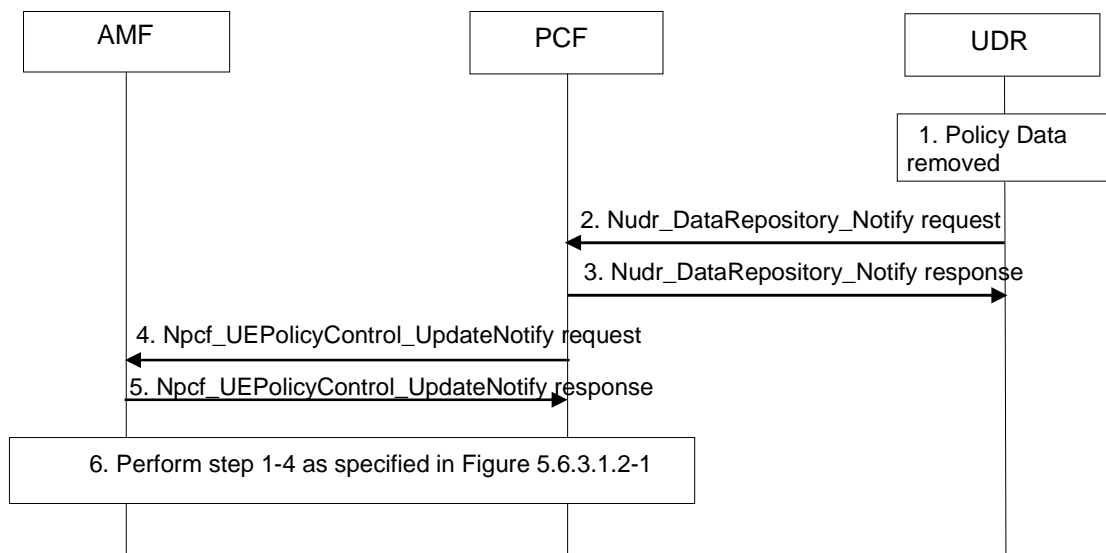 AMF
PCF
UDR
1. Policy Data
removed
2. Nudr_DataRepository_Notify request
3. Nudr_DataRepository_Notify response
4. Npcf_UEPolicyControl_UpdateNotify request
5. Npcf_UEPolicyControl_UpdateNotify response
6. Perform step 1-4 as specified in Figure 5.6.3.1.2-1